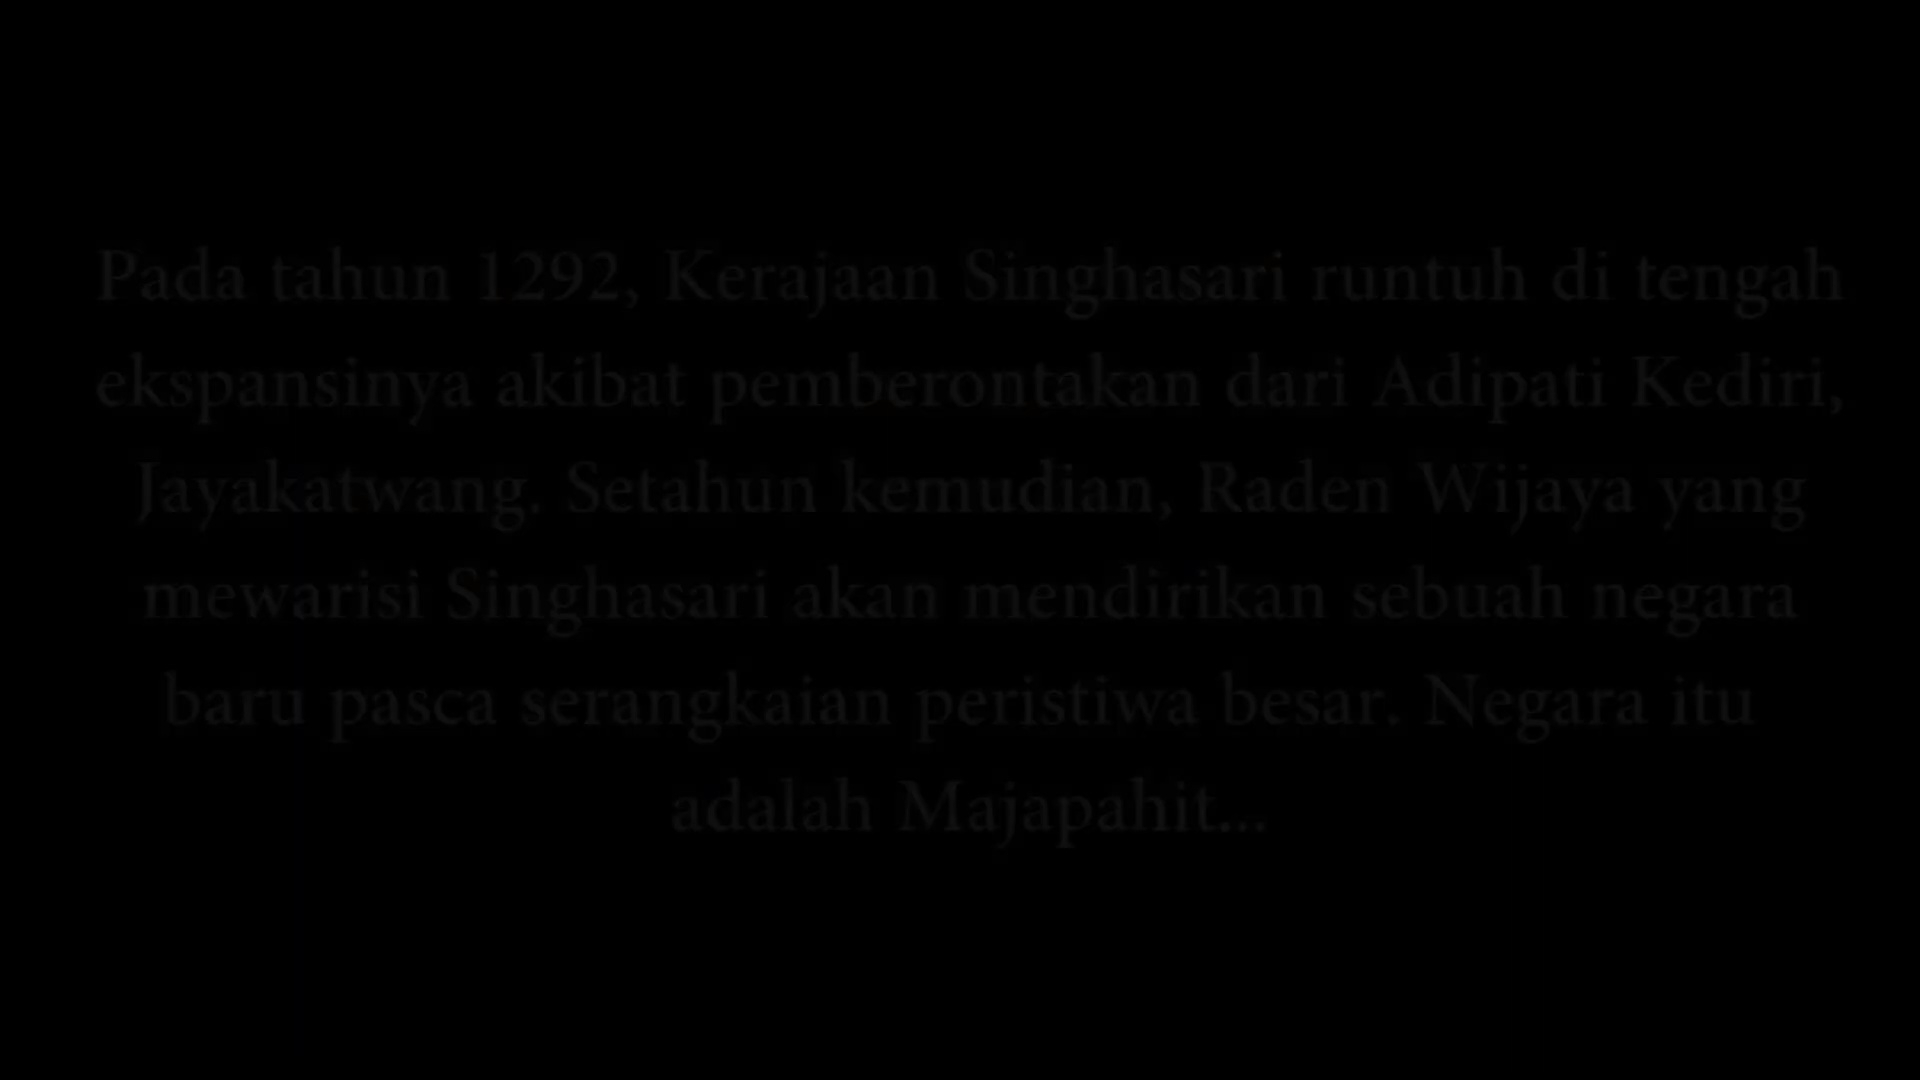 Pada tahun 1292, Kerajaan Singhasari runtuh di tengah
ekspansinya akibat pemberontakan dari Adipati Kediri,
Jayakatwang. Setahun kemudian, Raden Wijaya yang
mewarisi Singhasari akan mendirikan sebuah negara
baru pasca serangkaian peristiwa besar. Negara itu
adalah Majapahit...